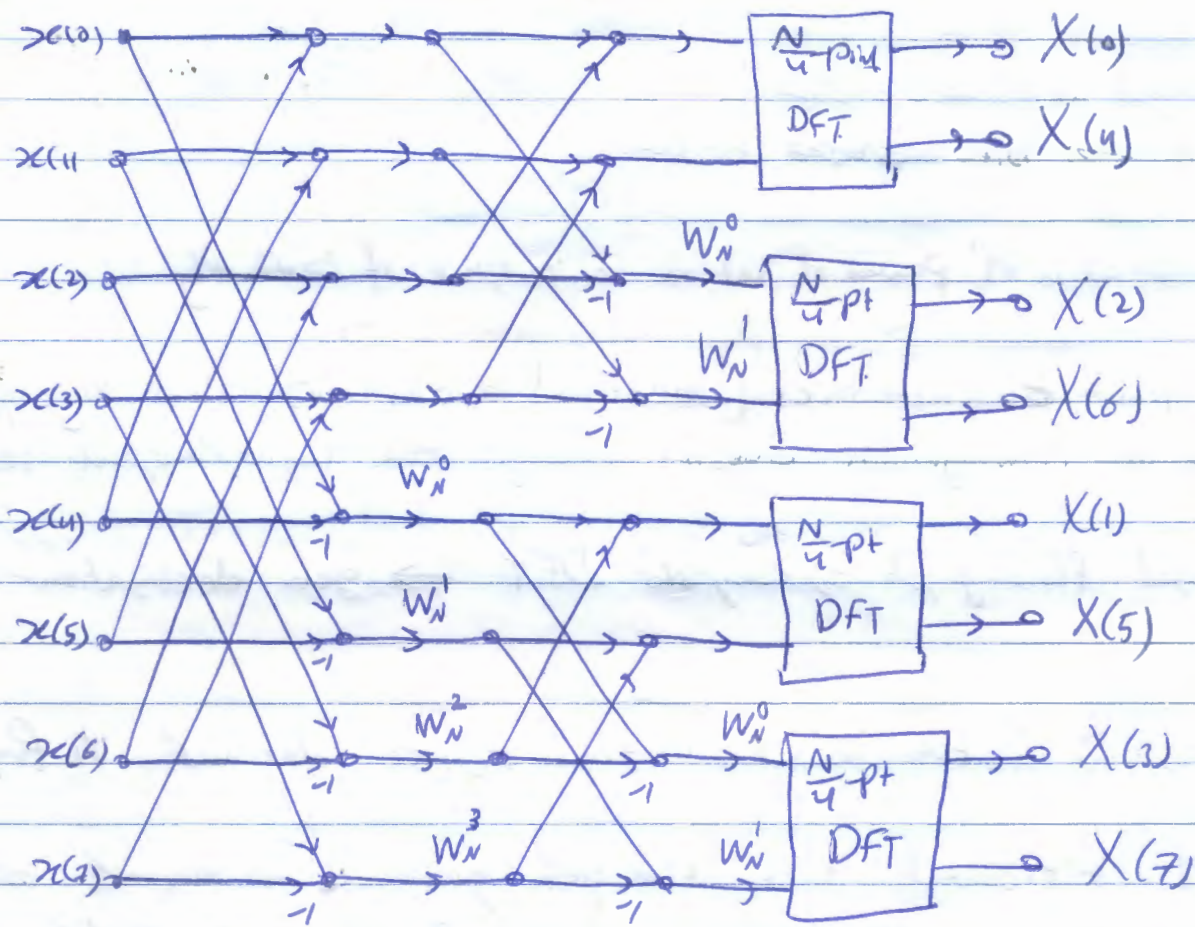 x(0) N/4-point DFT X(0)
x(1) X(4)
W_N^0
x(2) -1 N/4-pt DFT X(2)
W_N^1
x(3) -1 X(6)
W_N^0
x(4) -1 N/4-pt DFT X(1)
W_N^1
x(5) -1 X(5)
W_N^2 W_N^0
x(6) -1 -1 N/4-pt DFT X(3)
W_N^3 W_N^1
x(7) -1 -1 X(7)